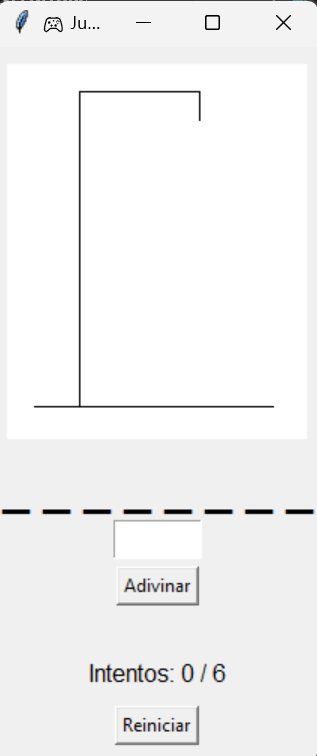 🎮 Ju...
_ _ _ _ _ _ _ _
Adivinar
Intentos: 0 / 6
Reiniciar